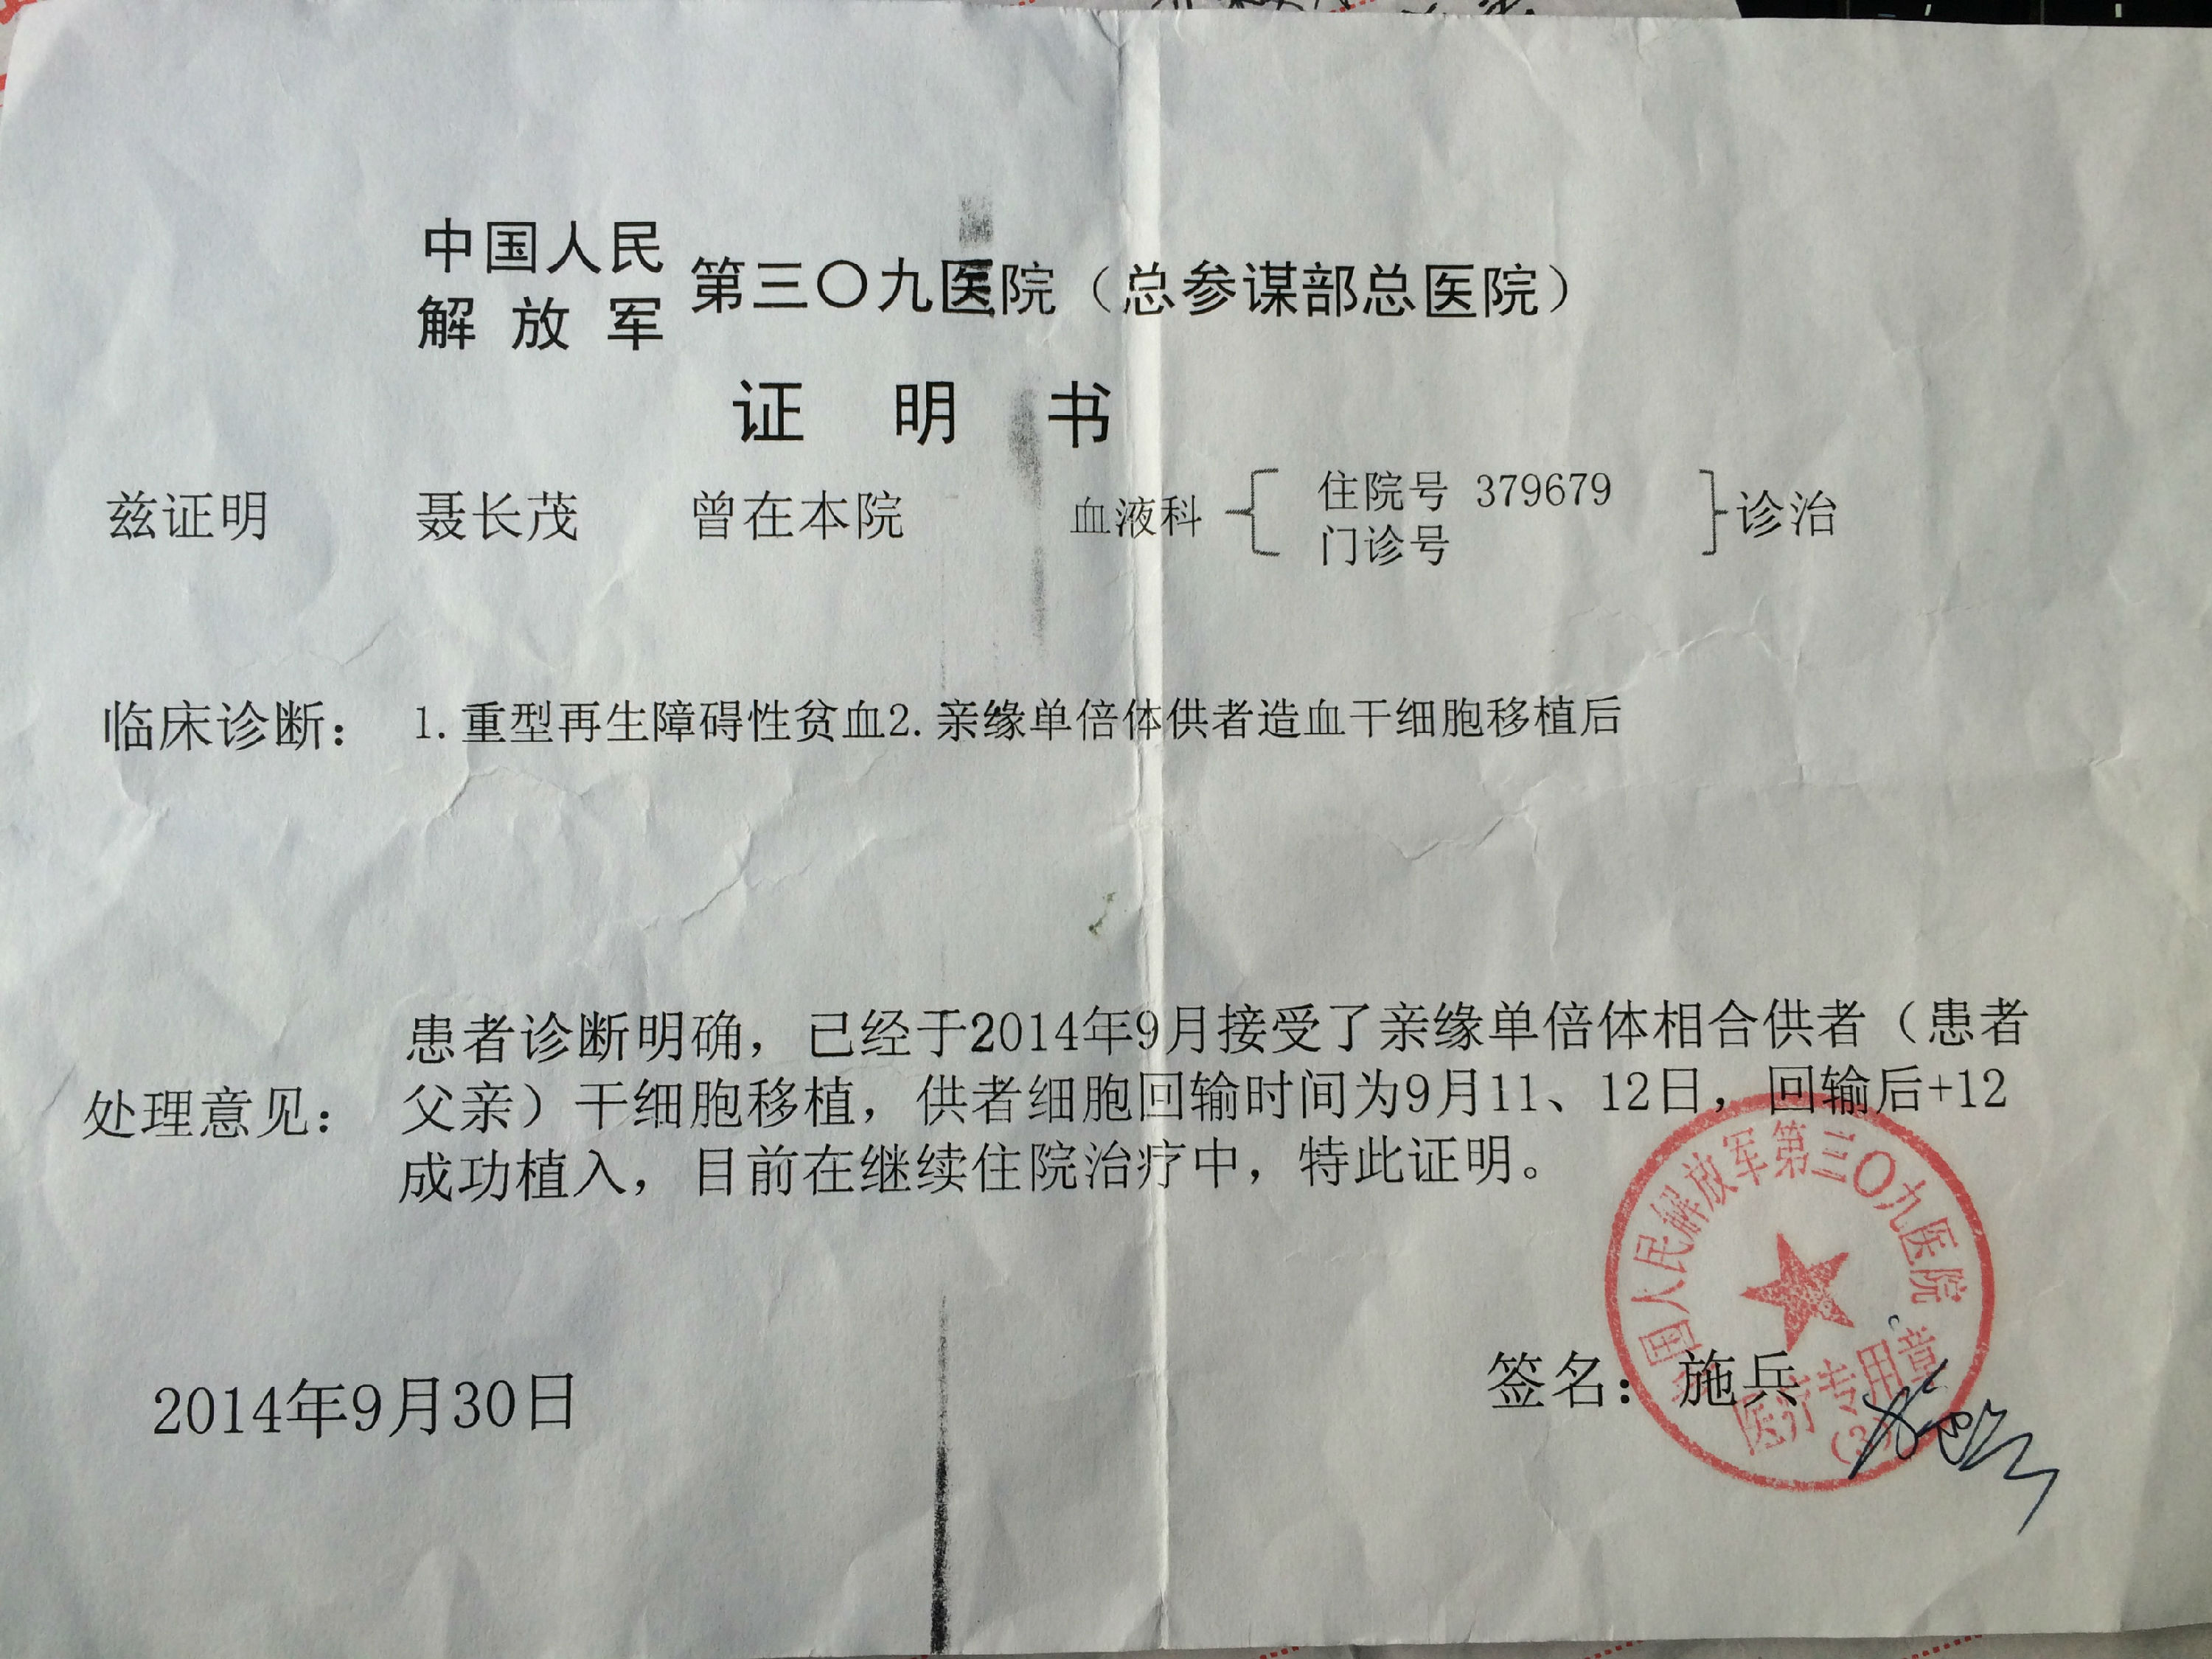 中国人民
解放军
第三〇九医院（总参谋部总医院）
证明书
兹证明 聂长茂 曾在本院 血液科 住院号 379679 诊治
门诊号
临床诊断： 1.重型再生障碍性贫血2.亲缘单倍体供者造血干细胞移植后
患者诊断明确，已经于2014年9月接受了亲缘单倍体相合供者（患者
处理意见： 父亲）干细胞移植，供者细胞回输时间为9月11、12日，回输后+12
成功植入，目前在继续住院治疗中，特此证明。
国人民解放军第三〇九医院
医疗专用章
签名：施兵
2014年9月30日